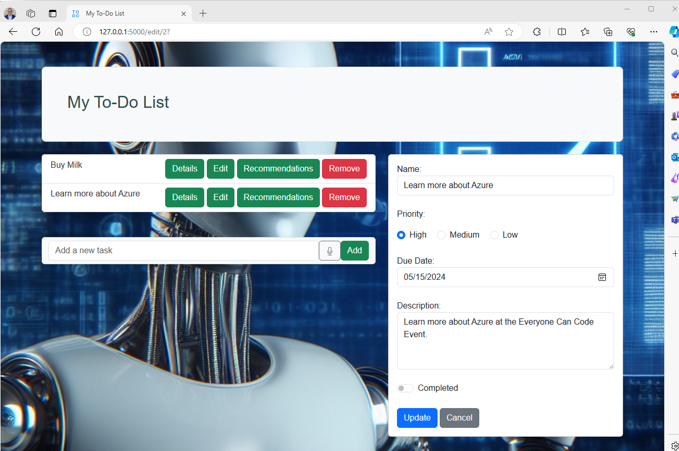 My To-Do List
127.0.0.1:5000/edit/27
My To-Do List
Buy Milk
Details Edit Recommendations Remove
Learn more about Azure
Details Edit Recommendations Remove
Add a new task
Add
Name:
Learn more about Azure
Priority:
High Medium Low
Due Date:
05/15/2024
Description:
Learn more about Azure at the Everyone Can Code
Event.
Completed
Update Cancel